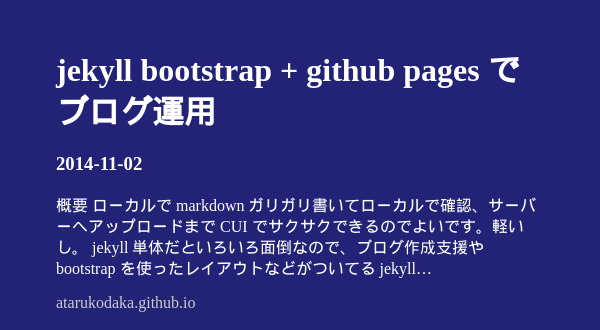 jekyll bootstrap + github pages で
ブログ運用
2014-11-02
概要 ローカルで markdown ガリガリ書いてローカルで確認、サーバ
ーへアップロードまで CUI でサクサクできるのでよいです。軽い
し。 jekyll 単体だといろいろ面倒なので、ブログ作成支援や
bootstrap を使ったレイアウトなどがついてる jekyll…
atarukodaka.github.io